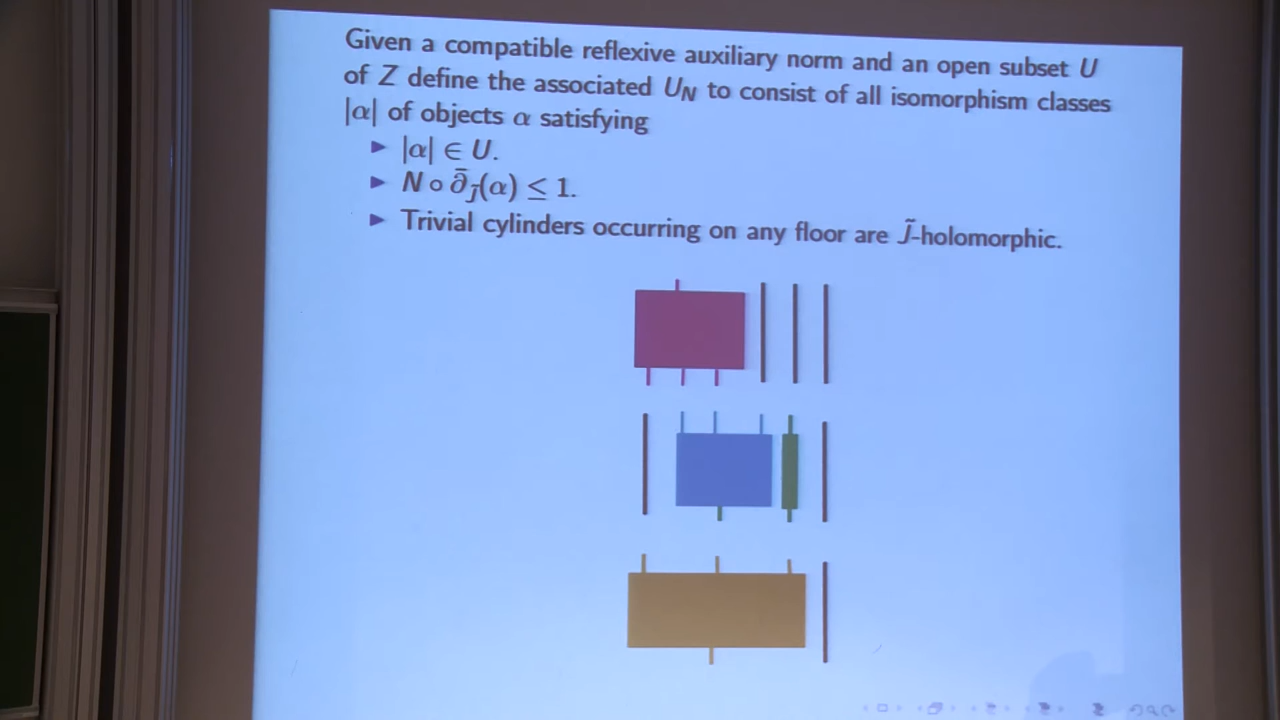 Given a compatible reflexive auxiliary norm and an open subset U
of Z define the associated U_N to consist of all isomorphism classes
|α| of objects α satisfying
▶ |α| ∈ U.
▶ N ∘ ∂̄_J̃(α) ≤ 1.
▶ Trivial cylinders occurring on any floor are J̃-holomorphic.